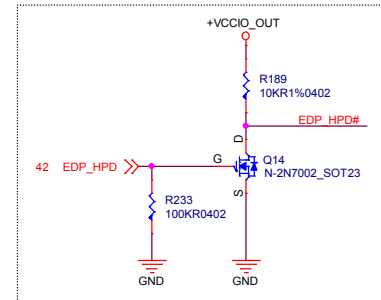 +VCCIO_OUT
R189
10KR1%0402
EDP_HPD#
D
42 EDP_HPD
G
Q14
N-2N7002_SOT23
S
R233
100KR0402
GND
GND